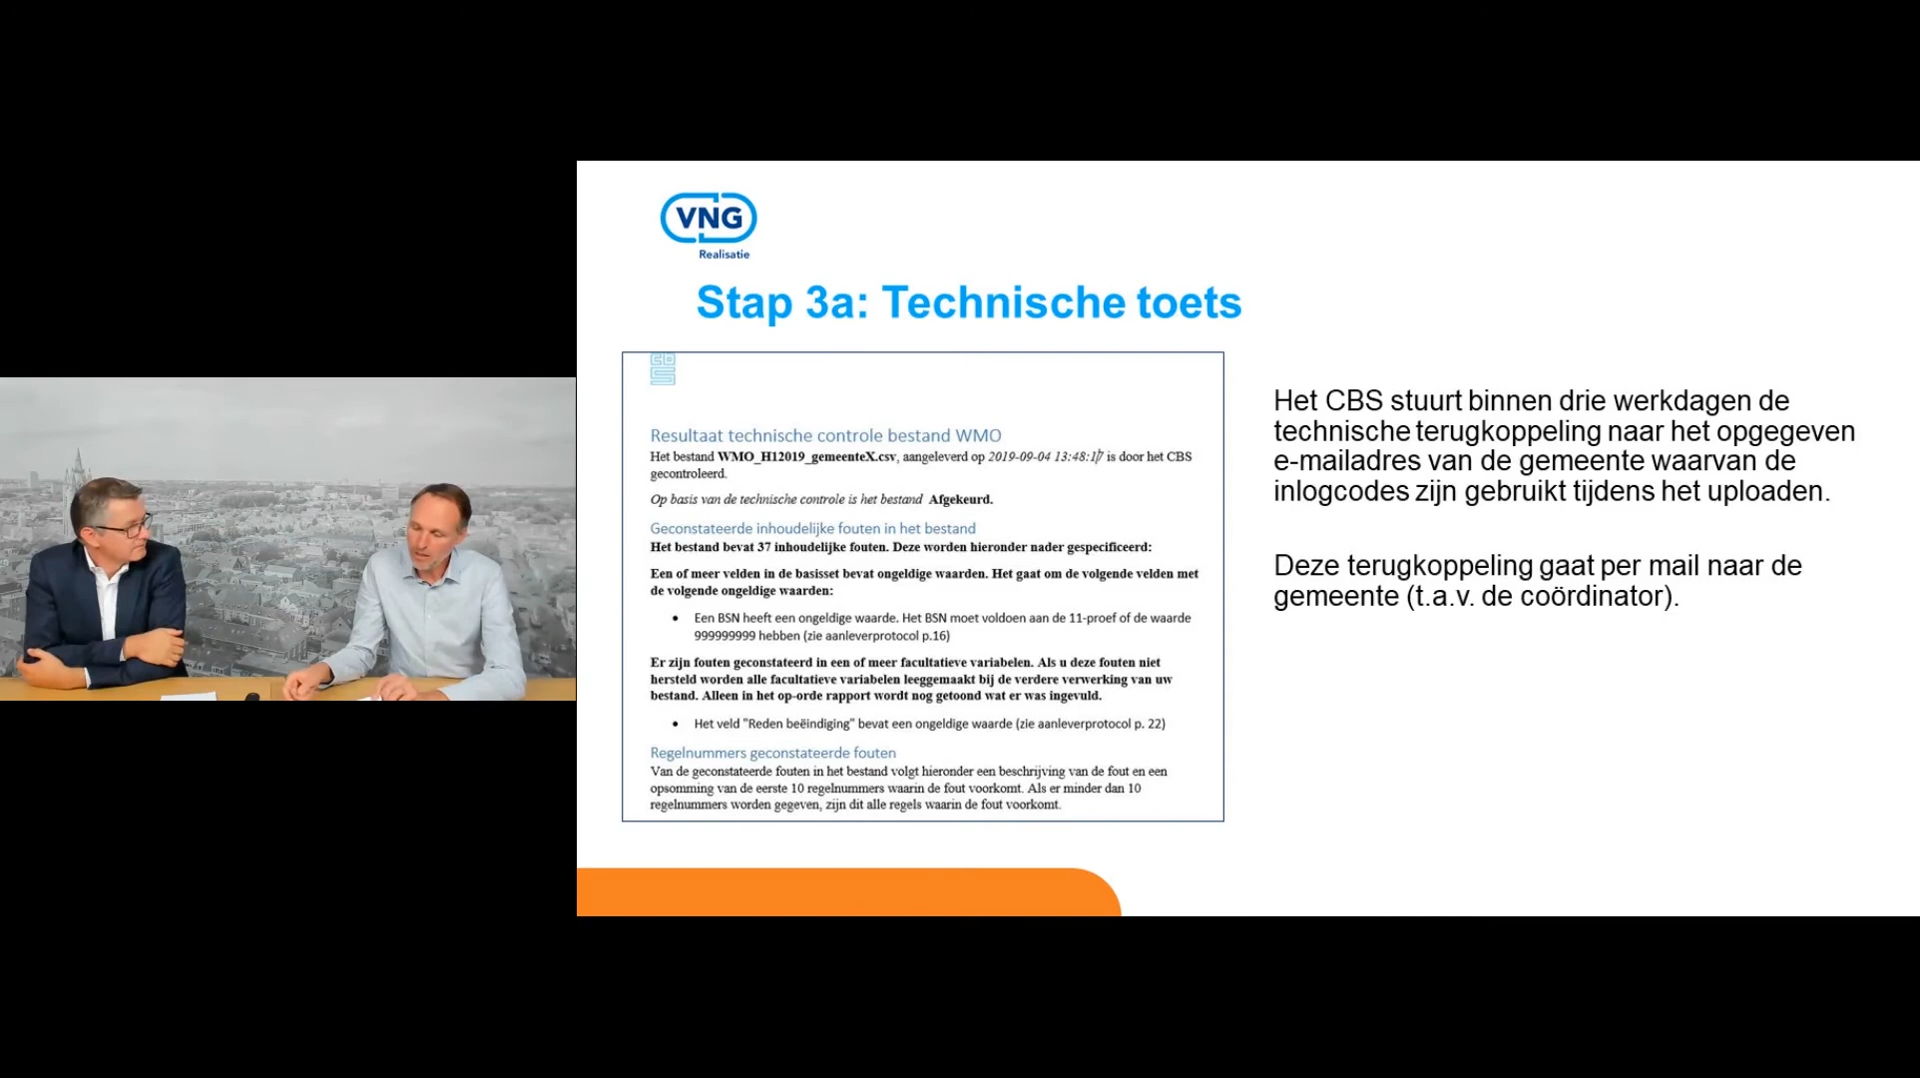 VNG
Realisatie
Stap 3a: Technische toets
CBS
Resultaat technische controle bestand WMO
Het bestand WMO_H12019_gemeenteX.csv, aangeleverd op 2019-09-04 13:48:17 is door het CBS
gecontroleerd.
Op basis van de technische controle is het bestand Afgekeurd.
Geconstateerde inhoudelijke fouten in het bestand
Het bestand bevat 37 inhoudelijke fouten. Deze worden hieronder nader gespecificeerd:
Een of meer velden in de basisset bevat ongeldige waarden. Het gaat om de volgende velden met
de volgende ongeldige waarden:
• Een BSN heeft een ongeldige waarde. Het BSN moet voldoen aan de 11-proef of de waarde
999999999 hebben (zie aanleverprotocol p.16)
Er zijn fouten geconstateerd in een of meer facultatieve variabelen. Als u deze fouten niet
hersteld worden alle facultatieve variabelen leeggemaakt bij de verdere verwerking van uw
bestand. Alleen in het op-orde rapport wordt nog getoond wat er was ingevuld.
• Het veld "Reden beëindiging" bevat een ongeldige waarde (zie aanleverprotocol p. 22)
Regelnummers geconstateerde fouten
Van de geconstateerde fouten in het bestand volgt hieronder een beschrijving van de fout en een
opsomming van de eerste 10 regelnummers waarin de fout voorkomt. Als er minder dan 10
regelnummers worden gegeven, zijn dit alle regels waarin de fout voorkomt.
Het CBS stuurt binnen drie werkdagen de
technische terugkoppeling naar het opgegeven
e-mailadres van de gemeente waarvan de
inlogcodes zijn gebruikt tijdens het uploaden.
Deze terugkoppeling gaat per mail naar de
gemeente (t.a.v. de coördinator).